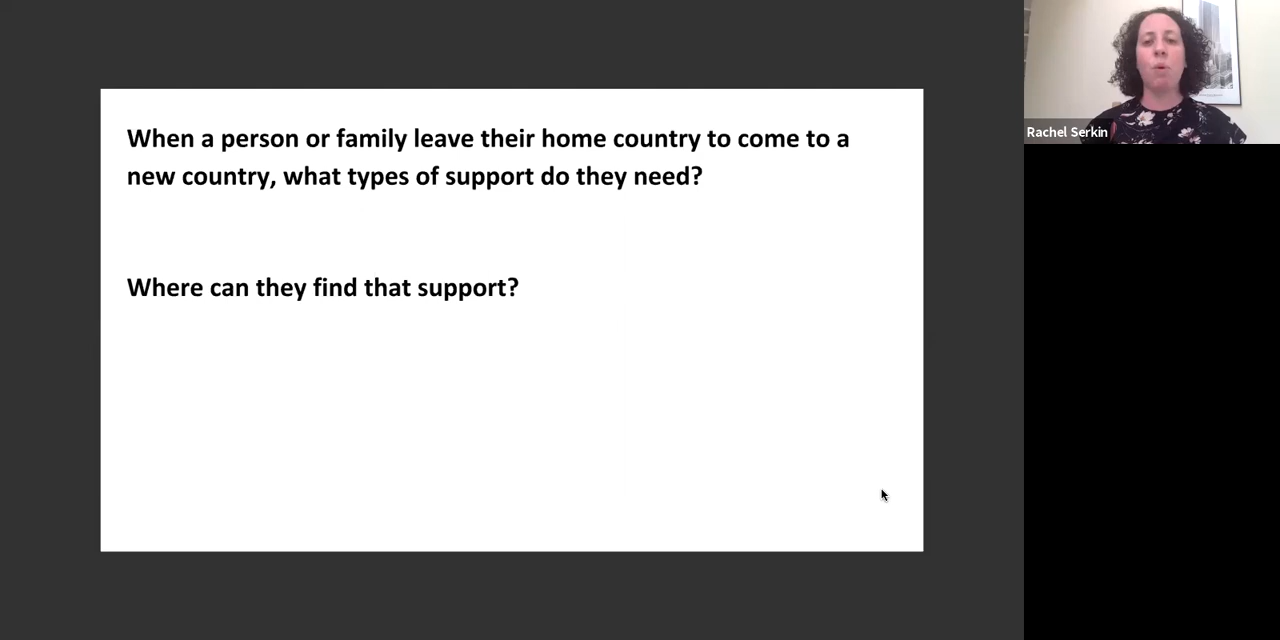 When a person or family leave their home country to come to a
new country, what types of support do they need?
Where can they find that support?
Rachel Serkin